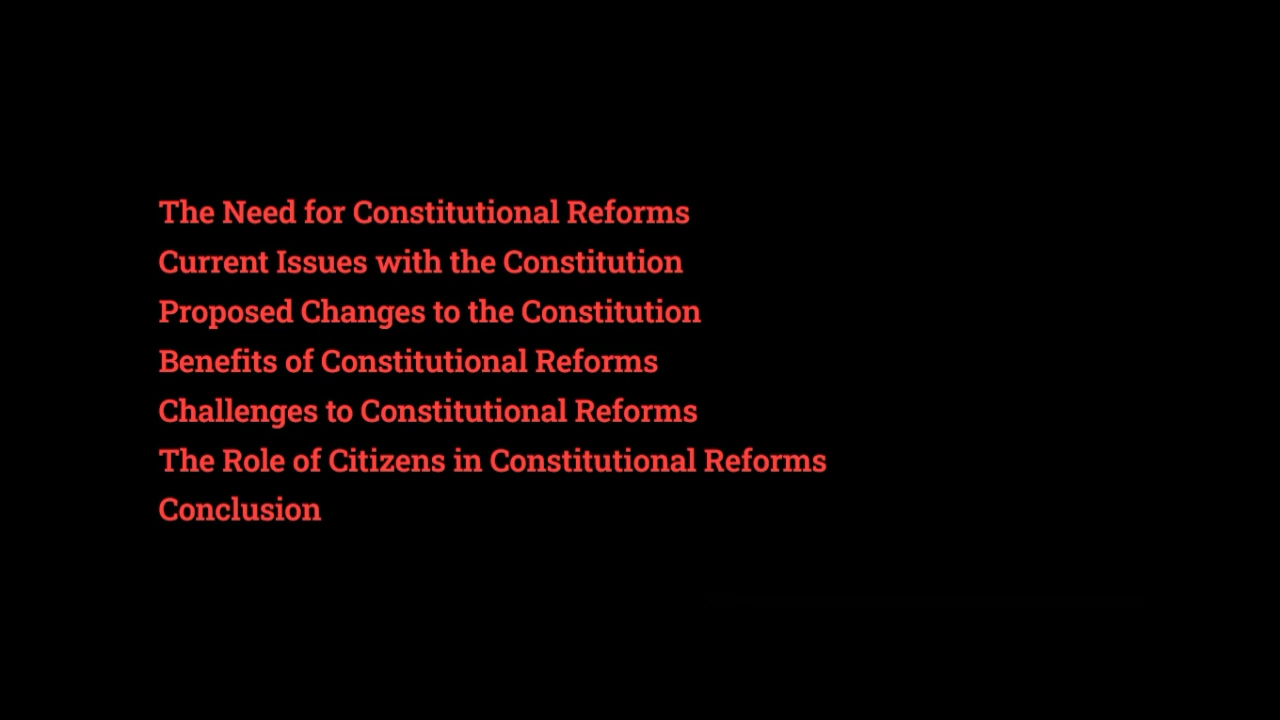 The Need for Constitutional Reforms
Current Issues with the Constitution
Proposed Changes to the Constitution
Benefits of Constitutional Reforms
Challenges to Constitutional Reforms
The Role of Citizens in Constitutional Reforms
Conclusion